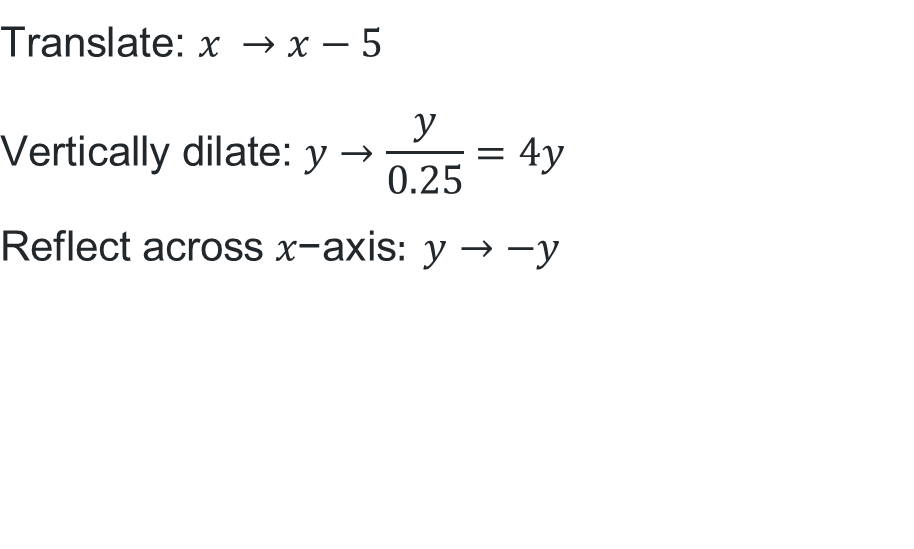 Translate: x → x − 5
Vertically dilate: y → y/0.25 = 4y
Reflect across x−axis: y → −y